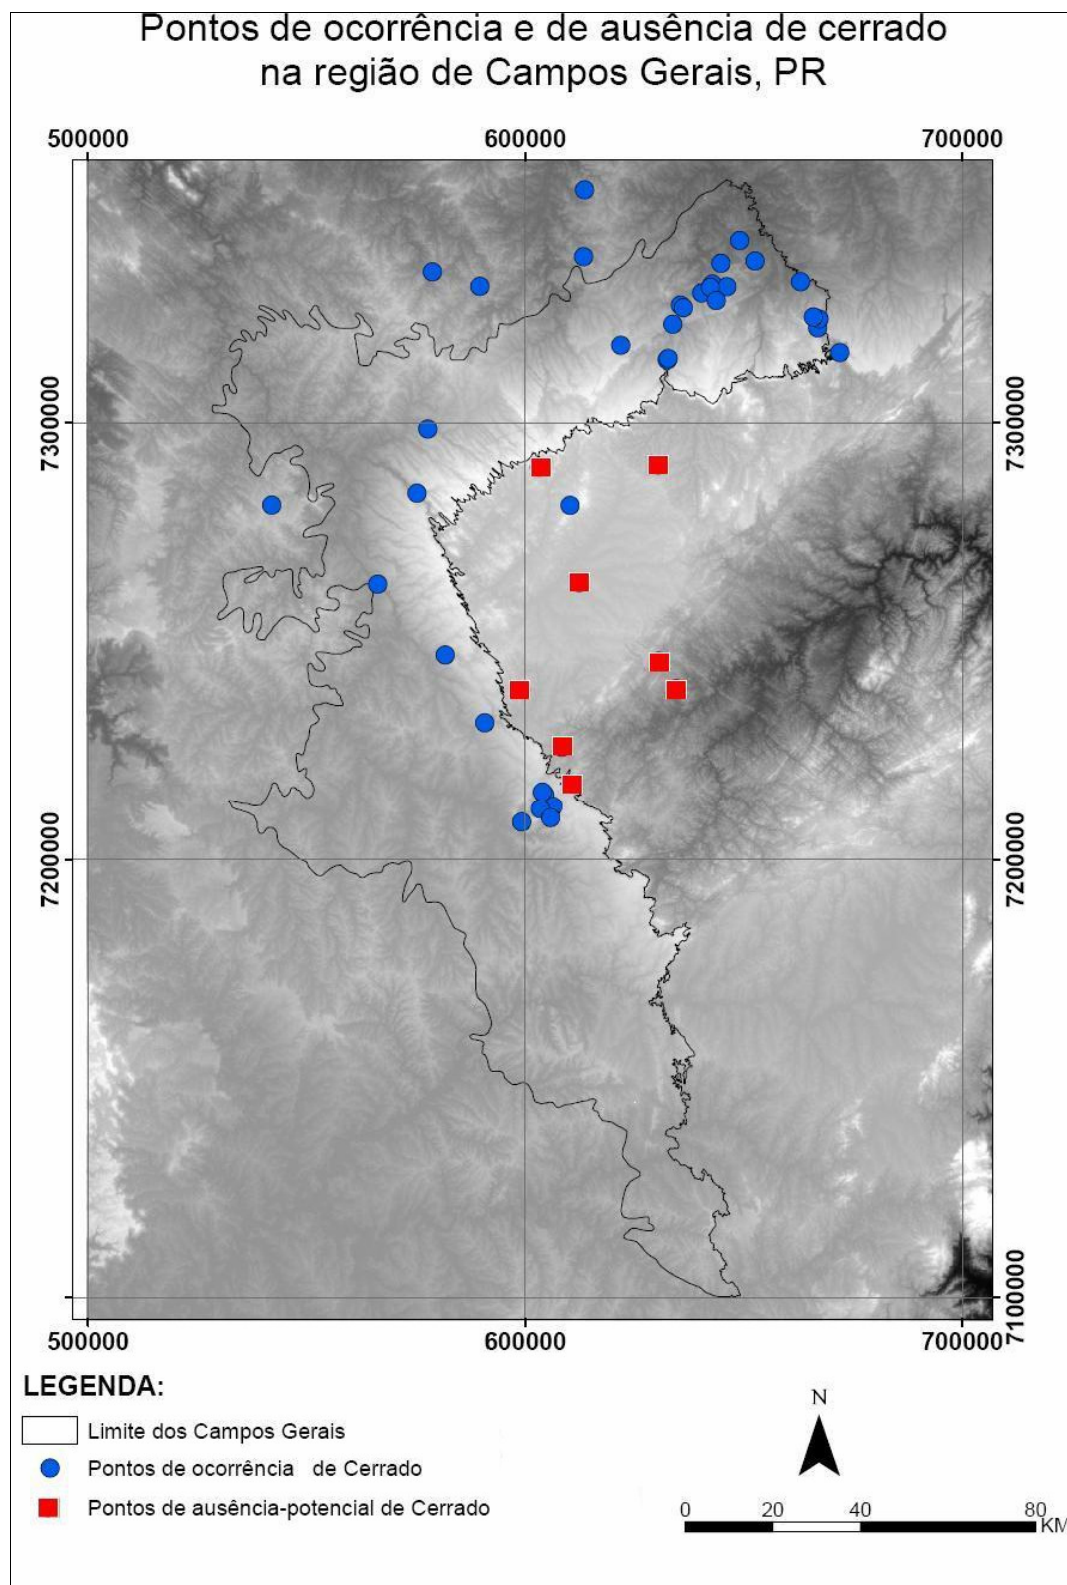 Pontos de ocorrência e de ausência de cerrado
na região de Campos Gerais, PR
500000 600000 700000
7300000 7300000
7200000 7200000
7100000
500000 600000 700000
LEGENDA:
Limite dos Campos Gerais
Pontos de ocorrência de Cerrado
Pontos de ausência-potencial de Cerrado
N
0 20 40 80
KM